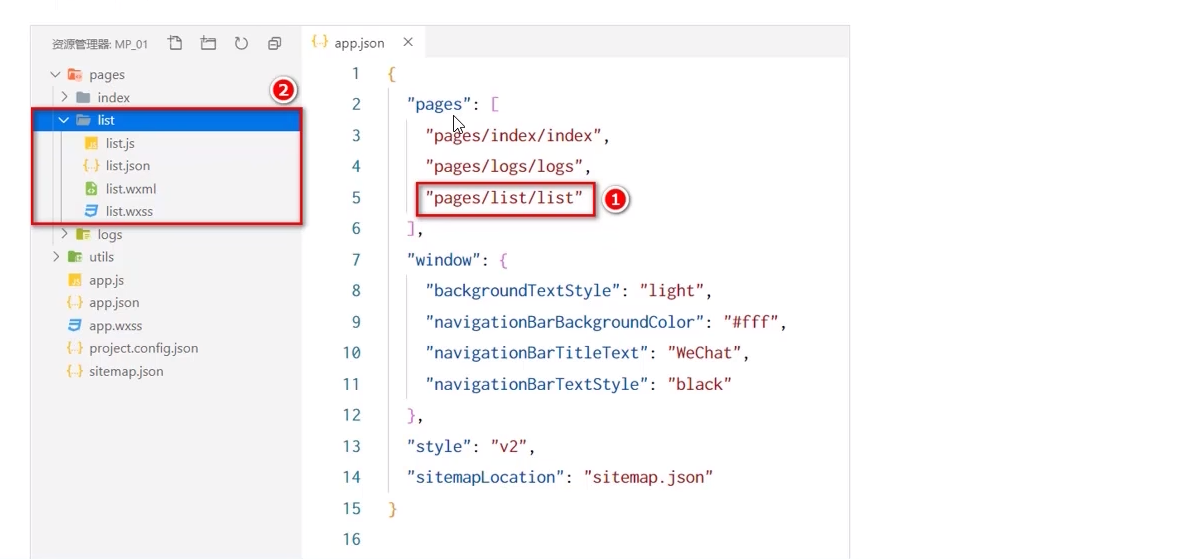 资源管理器: MP_01
pages
index
2
list
list.js
{..} list.json
list.wxml
list.wxss
logs
utils
app.js
{..} app.json
app.wxss
{..} project.config.json
{..} sitemap.json
{..} app.json ×
1 {
2 "pages": [
3 "pages/index/index",
4 "pages/logs/logs",
5 "pages/list/list" 1
6 ],
7 "window": {
8 "backgroundTextStyle": "light",
9 "navigationBarBackgroundColor": "#fff",
10 "navigationBarTitleText": "WeChat",
11 "navigationBarTextStyle": "black"
12 },
13 "style": "v2",
14 "sitemapLocation": "sitemap.json"
15 }
16